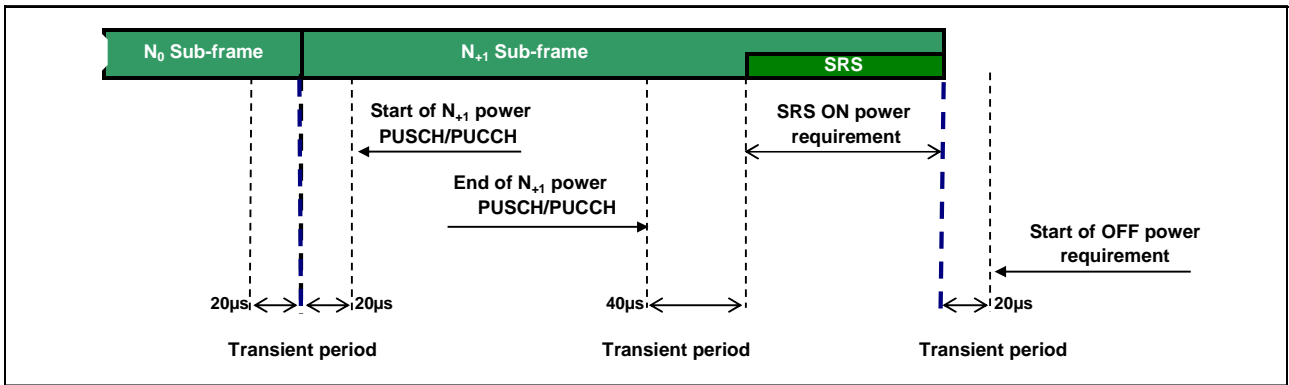 N0 Sub-frame
N+1 Sub-frame
SRS
Start of N+1 power
PUSCH/PUCCH
SRS ON power
requirement
End of N+1 power
PUSCH/PUCCH
Start of OFF power
requirement
20µs
20µs
40µs
20µs
Transient period
Transient period
Transient period